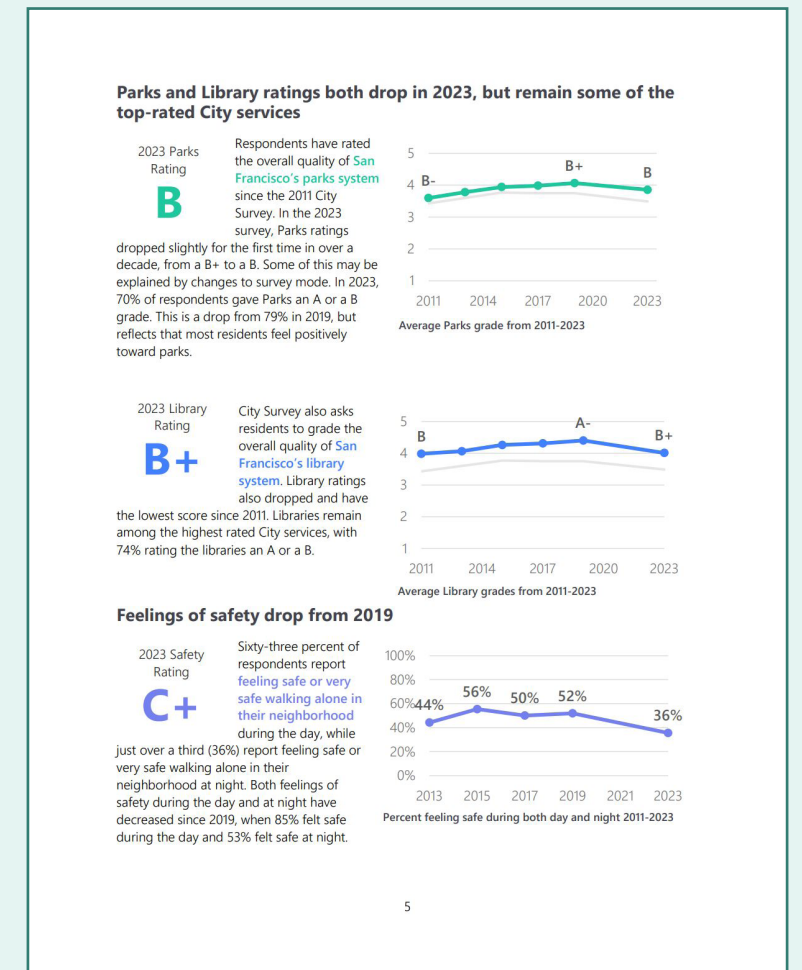 Parks and Library ratings both drop in 2023, but remain some of the
top-rated City services
2023 Parks
Rating
B
Respondents have rated
the overall quality of San
Francisco's parks system
since the 2011 City
Survey. In the 2023
survey, Parks ratings
dropped slightly for the first time in over a
decade, from a B+ to a B. Some of this may be
explained by changes to survey mode. In 2023,
70% of respondents gave Parks an A or a B
grade. This is a drop from 79% in 2019, but
reflects that most residents feel positively
toward parks.
5
4
3
2
1
B-
B+
B
2011 2014 2017 2020 2023
Average Parks grade from 2011-2023
2023 Library
Rating
B+
City Survey also asks
residents to grade the
overall quality of San
Francisco's library
system. Library ratings
also dropped and have
the lowest score since 2011. Libraries remain
among the highest rated City services, with
74% rating the libraries an A or a B.
5
4
3
2
1
B
A-
B+
2011 2014 2017 2020 2023
Average Library grades from 2011-2023
Feelings of safety drop from 2019
2023 Safety
Rating
C+
Sixty-three percent of
respondents report
feeling safe or very
safe walking alone in
their neighborhood
during the day, while
just over a third (36%) report feeling safe or
very safe walking alone in their
neighborhood at night. Both feelings of
safety during the day and at night have
decreased since 2019, when 85% felt safe
during the day and 53% felt safe at night.
100%
80%
60%
40%
20%
0%
44%
56%
50%
52%
36%
2013 2015 2017 2019 2021 2023
Percent feeling safe during both day and night 2011-2023
5